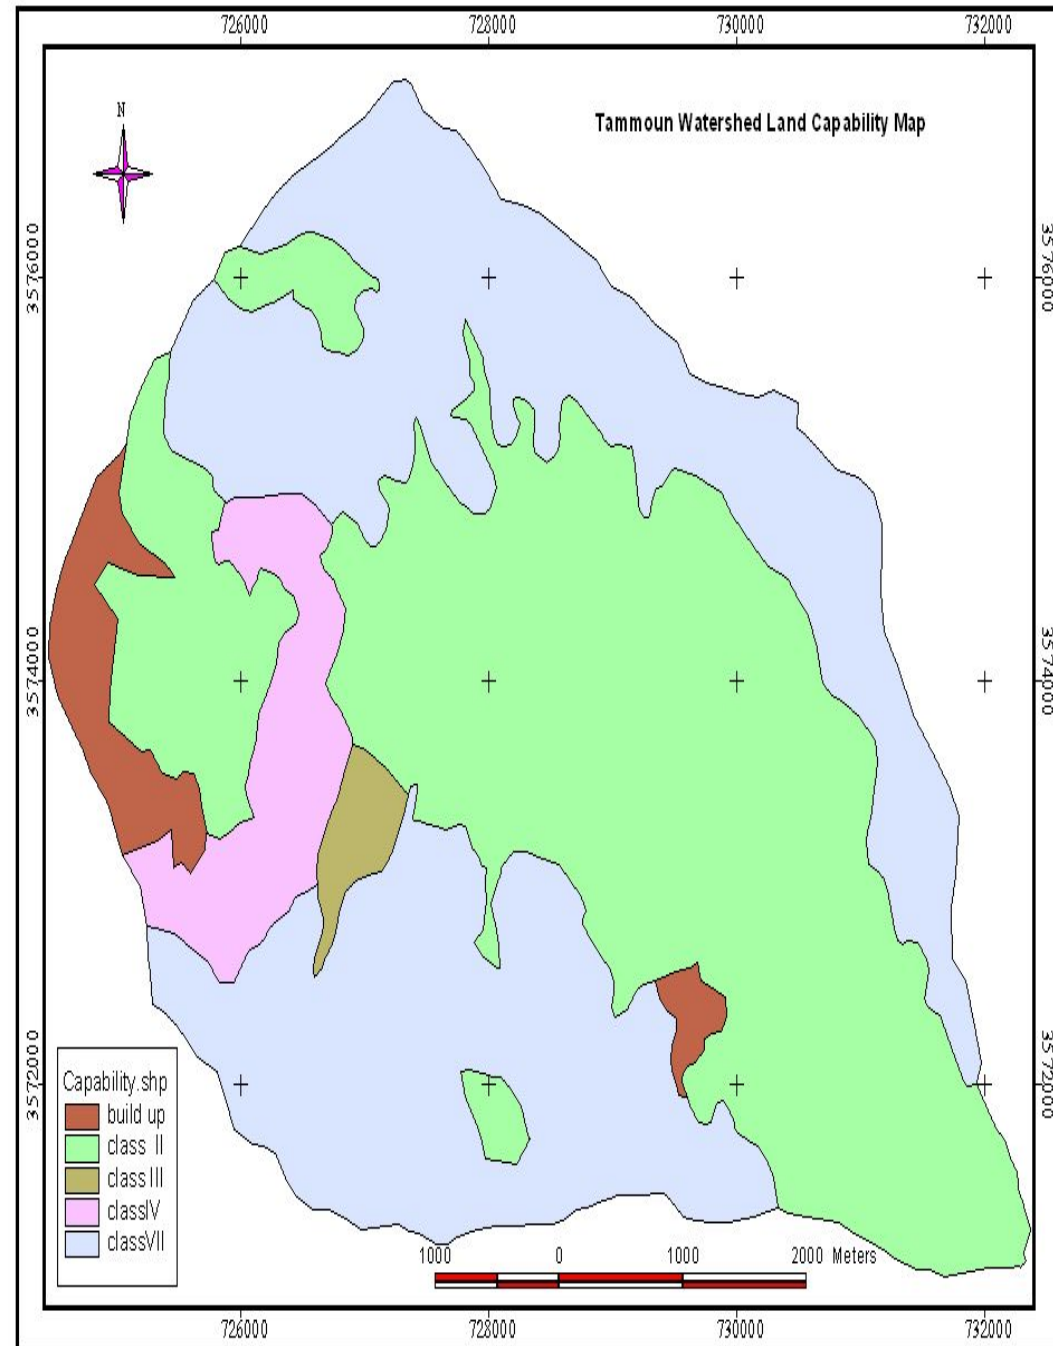 726000 728000 730000 732000
Tammoun Watershed Land Capability Map
N
3576000 3576000
3574000 3574000
3572000 3572000
Capability.shp
build up
class II
class III
classIV
classVII
1000 0 1000 2000 Meters
726000 728000 730000 732000